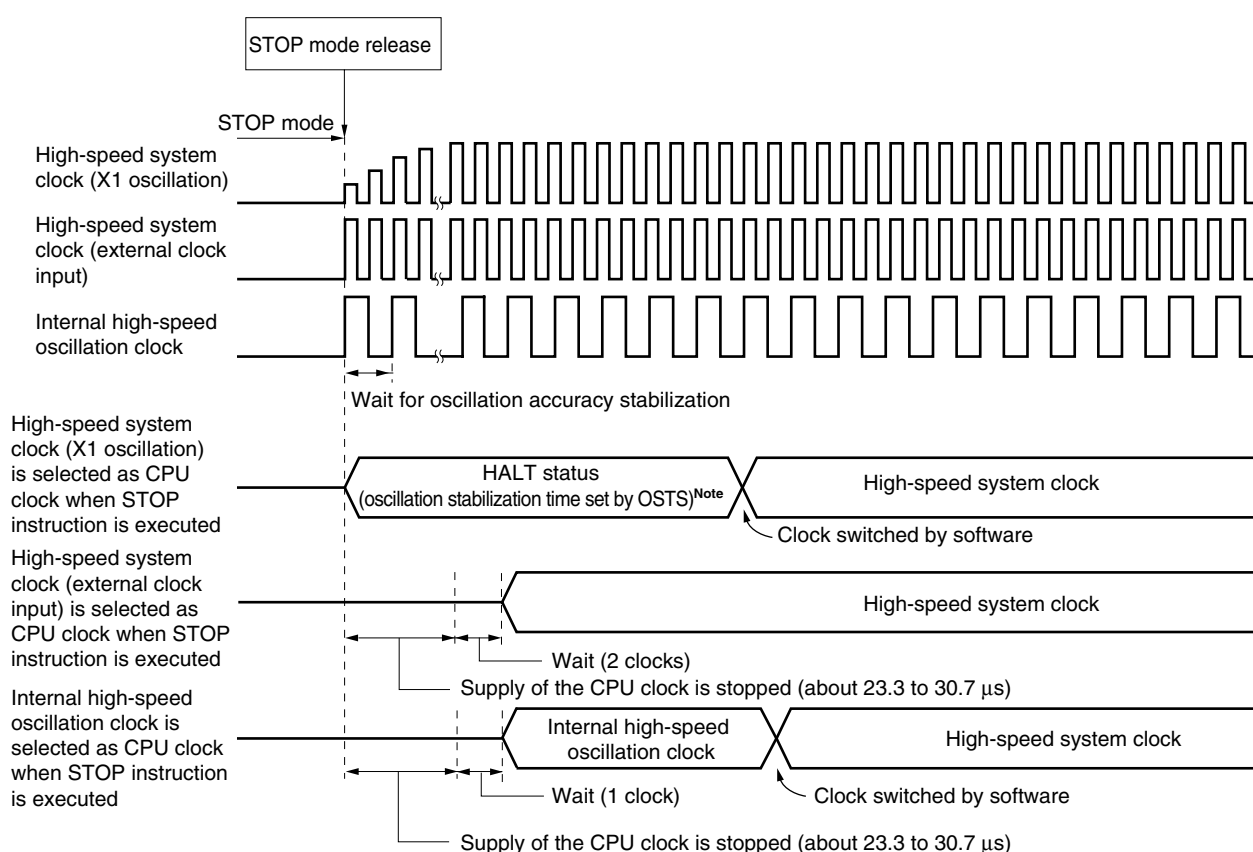 STOP mode release
STOP mode
High-speed system
clock (X1 oscillation)
High-speed system
clock (external clock
input)
Internal high-speed
oscillation clock
Wait for oscillation accuracy stabilization
High-speed system
clock (X1 oscillation)
is selected as CPU
clock when STOP
instruction is executed
HALT status
(oscillation stabilization time set by OSTS)Note
High-speed system clock
Clock switched by software
High-speed system
clock (external clock
input) is selected as
CPU clock when STOP
instruction is executed
High-speed system clock
Wait (2 clocks)
Supply of the CPU clock is stopped (about 23.3 to 30.7 μs)
Internal high-speed
oscillation clock is
selected as CPU clock
when STOP instruction
is executed
Internal high-speed
oscillation clock
High-speed system clock
Wait (1 clock)
Clock switched by software
Supply of the CPU clock is stopped (about 23.3 to 30.7 μs)